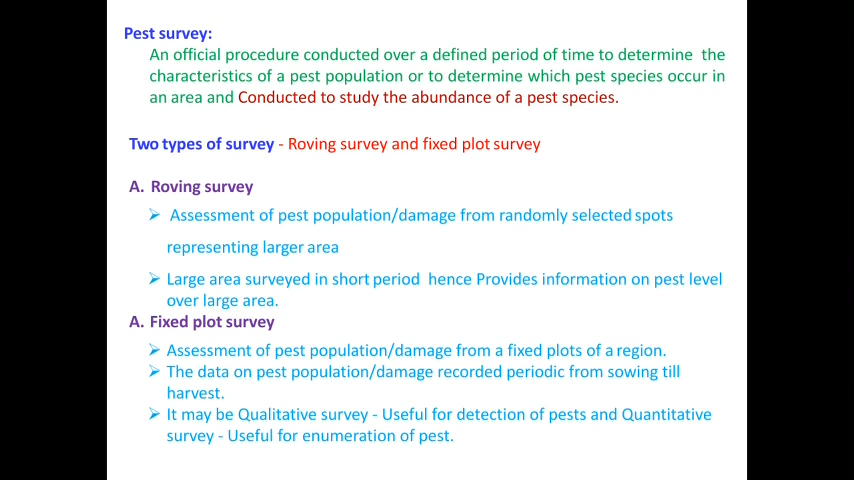 Pest survey:
An official procedure conducted over a defined period of time to determine the
characteristics of a pest population or to determine which pest species occur in
an area and Conducted to study the abundance of a pest species.
Two types of survey - Roving survey and fixed plot survey
A. Roving survey
➢ Assessment of pest population/damage from randomly selected spots
representing larger area
➢ Large area surveyed in short period hence Provides information on pest level
over large area.
A. Fixed plot survey
➢ Assessment of pest population/damage from a fixed plots of a region.
➢ The data on pest population/damage recorded periodic from sowing till
harvest.
➢ It may be Qualitative survey - Useful for detection of pests and Quantitative
survey - Useful for enumeration of pest.